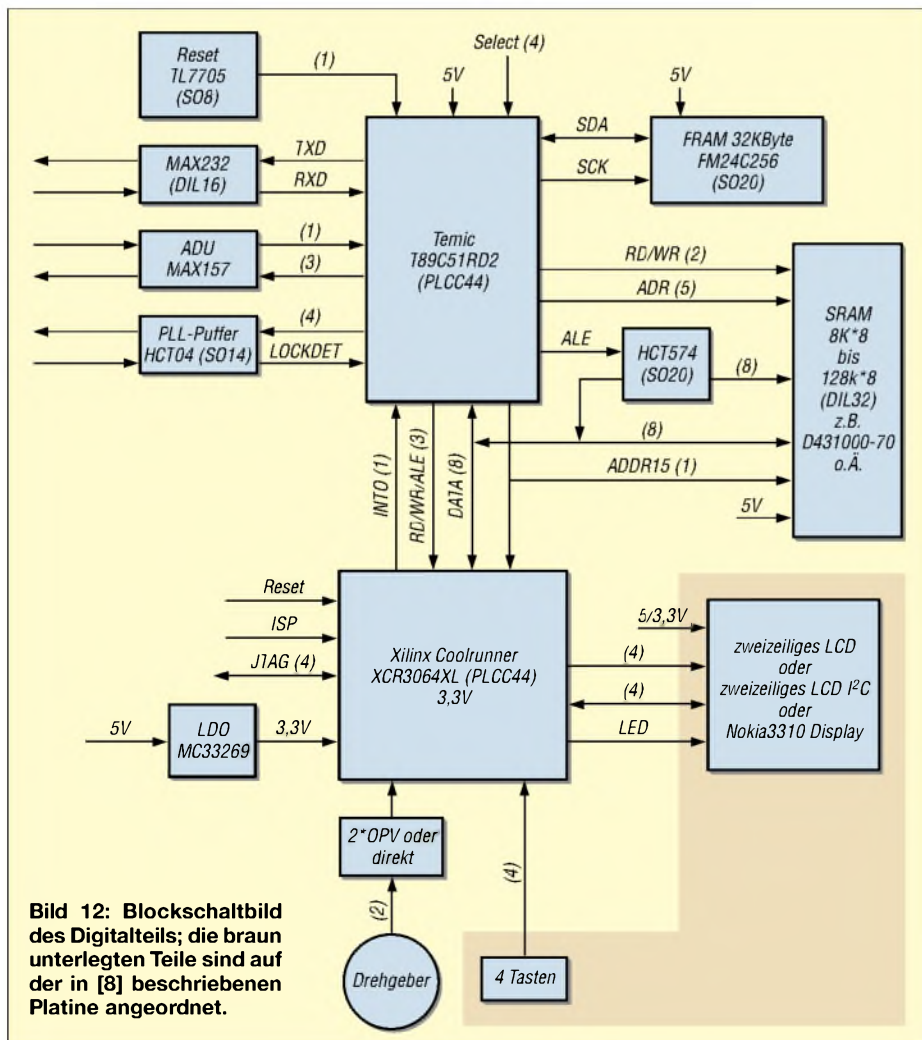 Reset
TL7705
(SO8)
(1)
5V
Select (4)
5V
MAX232
(DIL16)
TXD
RXD
ADU
MAX157
(1)
(3)
PLL-Puffer
HCT04 (SO14)
(4)
LOCKDET
Temic
T89C51RD2
(PLCC44)
SDA
SCK
FRAM 32KByte
FM24C256
(SO20)
RD/WR (2)
ADR (5)
ALE
HCT574
(SO20)
(8)
(8)
ADDR15 (1)
5V
SRAM
8K*8
bis
128k*8
(DIL32)
z.B.
D431000-70
o.Ä.
INTO (1)
RD/WR/ALE (3)
DATA (8)
Reset
ISP
JTAG (4)
5V
LDO
MC33269
3,3V
Xilinx Coolrunner
XCR3064XL (PLCC44)
3,3V
5/3,3V
(4)
(4)
LED
zweizeiliges LCD
oder
zweizeiliges LCD I²C
oder
Nokia3310 Display
2*OPV oder
direkt
(2)
Drehgeber
(4)
4 Tasten
Bild 12: Blockschaltbild
des Digitalteils; die braun
unterlegten Teile sind auf
der in [8] beschriebenen
Platine angeordnet.